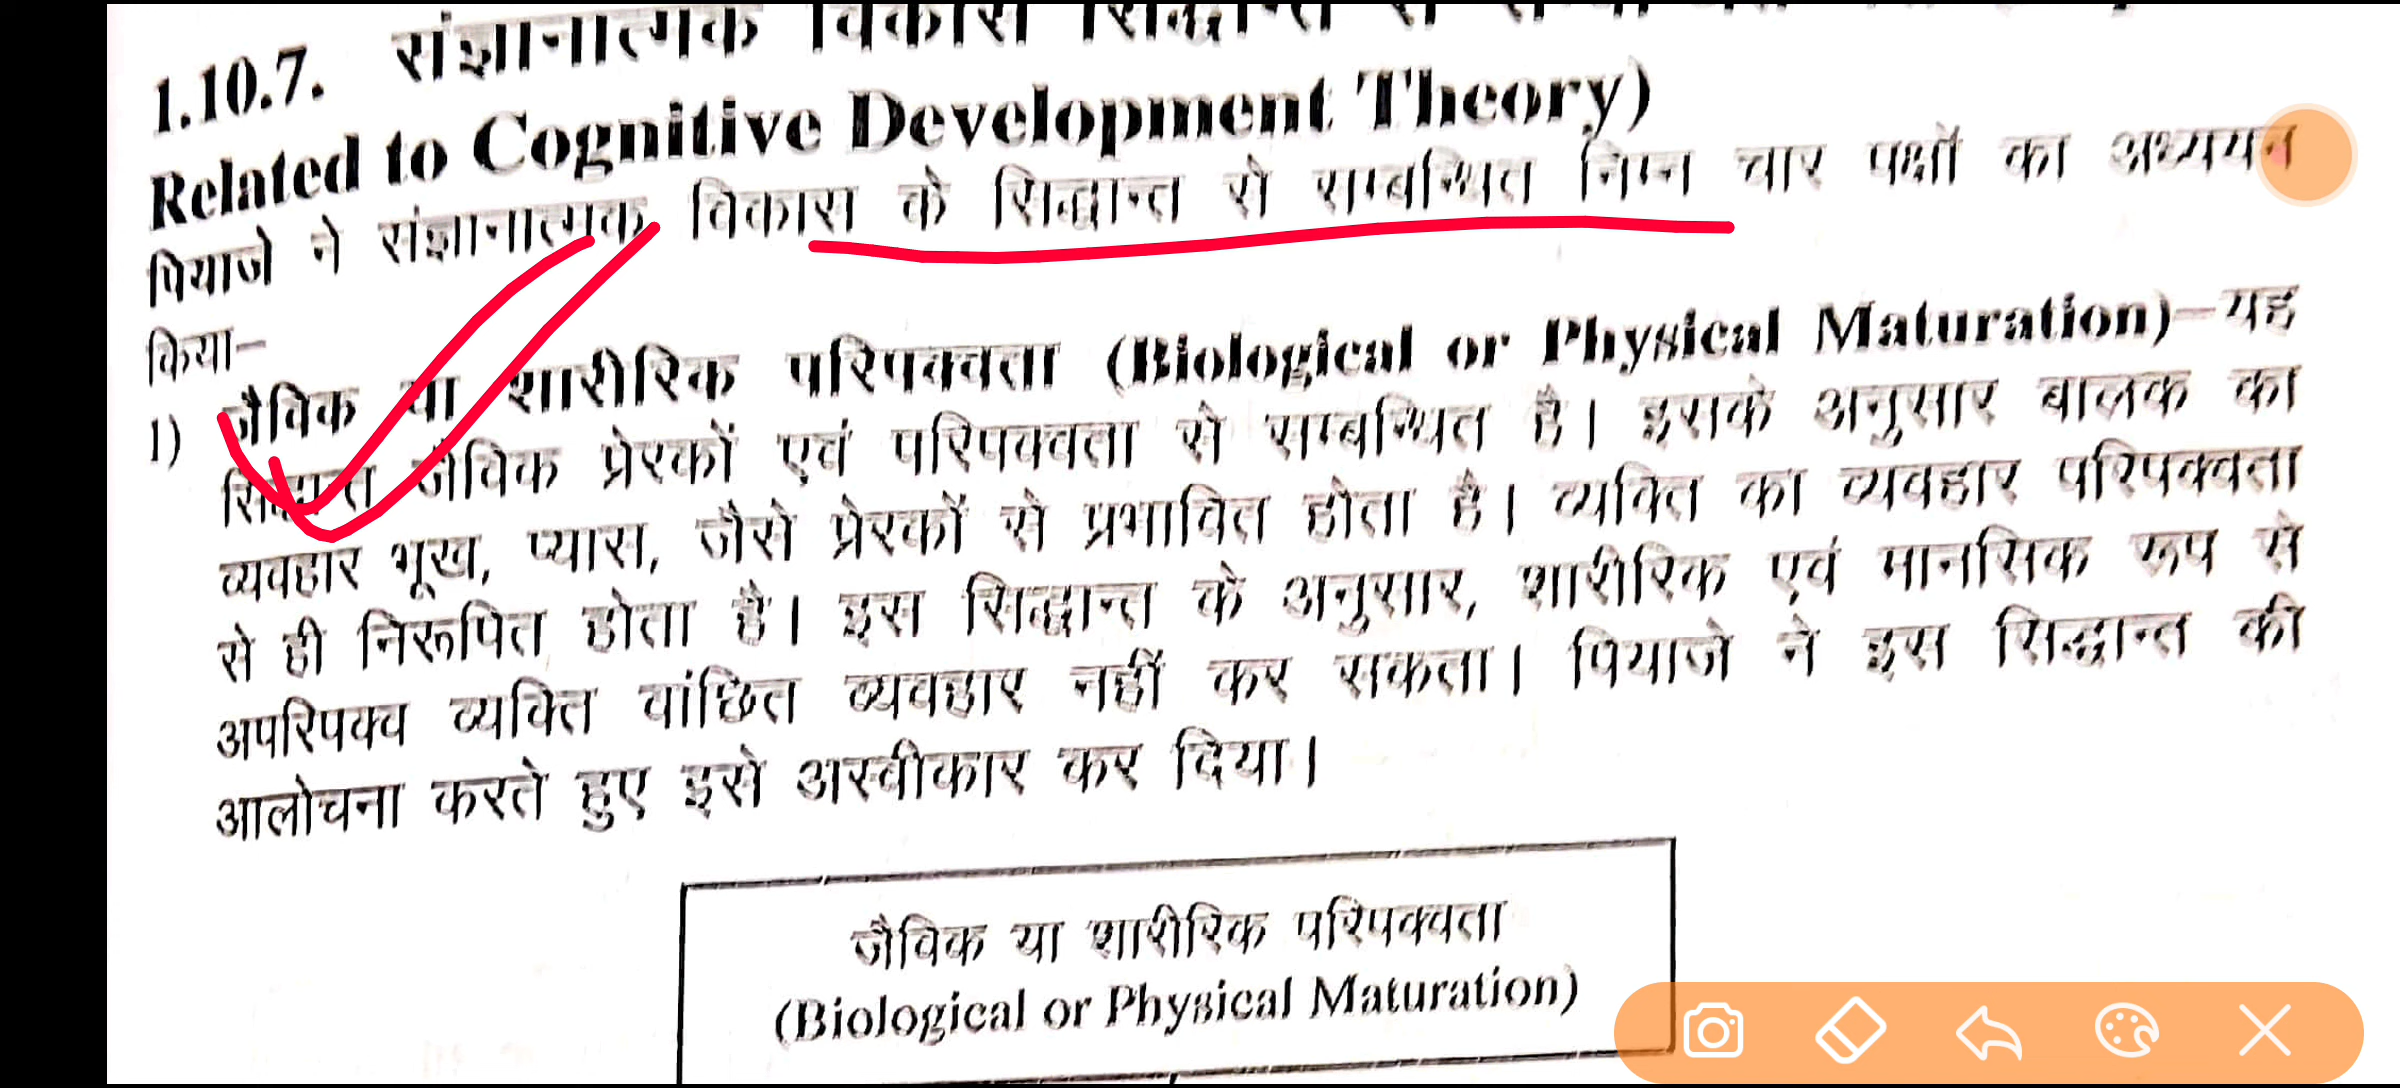 1.10.7. संज्ञानात्मक विकास सिद्धान्त से
Related to Cognitive Development Theory)
पियाजे ने संज्ञानात्मक विकास के सिद्धान्त से सम्बन्धित निम्न चार पक्षों का अध्ययन
किया–
1) जैविक या शारीरिक परिपक्वता (Biological or Physical Maturation)–यह
सिद्धान्त जैविक प्रेरकों एवं परिपक्वता से सम्बन्धित है। इसके अनुसार बालक का
व्यवहार भूख, प्यास, जैसे प्रेरकों से प्रभावित होता है। व्यक्ति का व्यवहार परिपक्वता
से ही निरूपित होता है। इस सिद्धान्त के अनुसार, शारीरिक एवं मानसिक रूप से
अपरिपक्व व्यक्ति वांछित व्यवहार नहीं कर सकता। पियाजे ने इस सिद्धान्त की
आलोचना करते हुए इसे अस्वीकार कर दिया।
जैविक या शारीरिक परिपक्वता
(Biological or Physical Maturation)